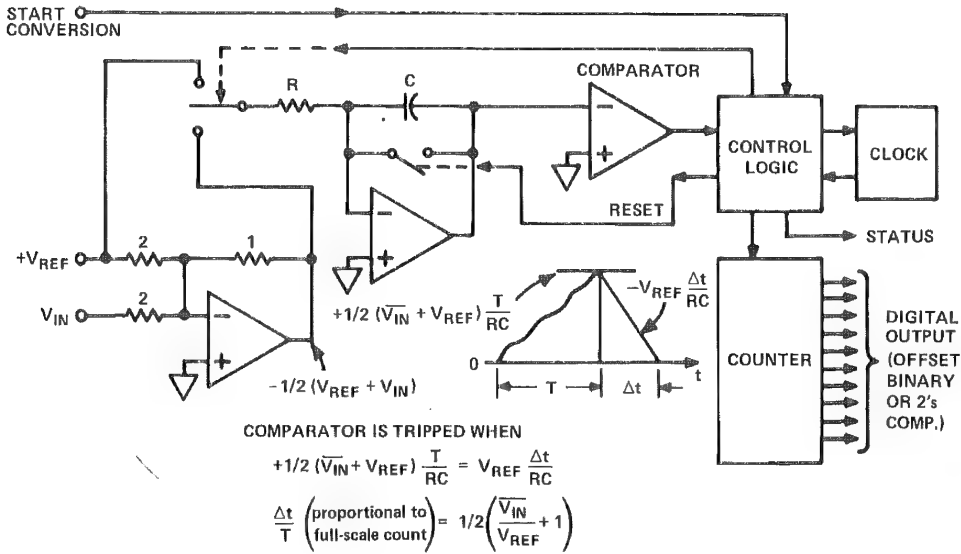 START
CONVERSION
COMPARATOR
R
C
−
+
CONTROL
LOGIC
CLOCK
RESET
STATUS
−
+
+V_REF
2
1
V_IN
2
−
+
−1/2 (V_REF + V_IN)
+1/2 (V̅_IN̅ + V_REF) T/RC
−V_REF Δt/RC
0
T
Δt
t
COUNTER
DIGITAL
OUTPUT
(OFFSET
BINARY
OR 2's
COMP.)
COMPARATOR IS TRIPPED WHEN
+1/2 (V̅_IN̅ + V_REF) T/RC = V_REF Δt/RC
Δt/T (proportional to full-scale count) = 1/2 (V̅_IN̅/V_REF + 1)